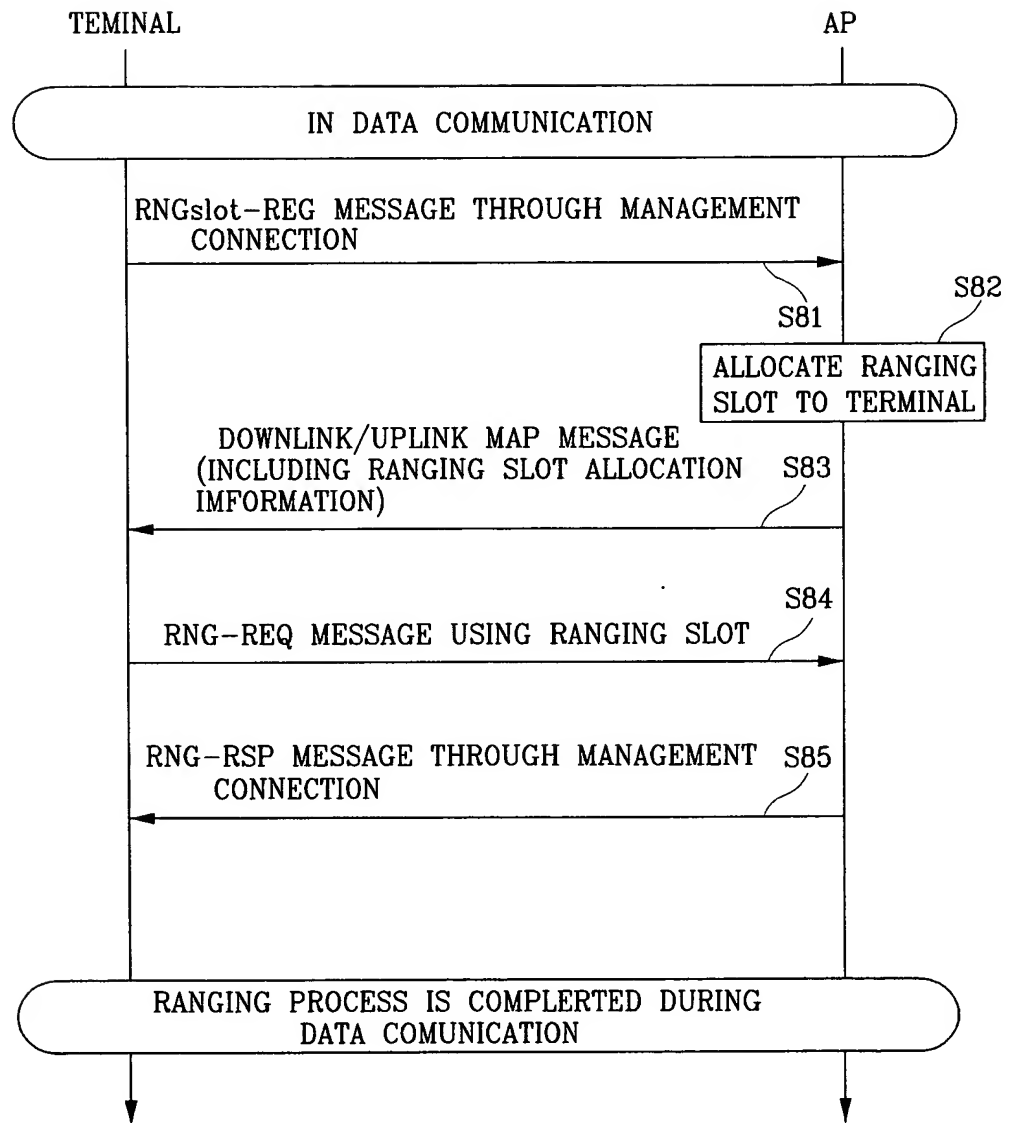 TEMINAL
AP
IN DATA COMMUNICATION
RNGslot-REG MESSAGE THROUGH MANAGEMENT
CONNECTION
S81
S82
ALLOCATE RANGING
SLOT TO TERMINAL
DOWNLINK/UPLINK MAP MESSAGE
(INCLUDING RANGING SLOT ALLOCATION
IMFORMATION)
S83
S84
RNG-REQ MESSAGE USING RANGING SLOT
RNG-RSP MESSAGE THROUGH MANAGEMENT
CONNECTION
S85
RANGING PROCESS IS COMPLERTED DURING
DATA COMUNICATION